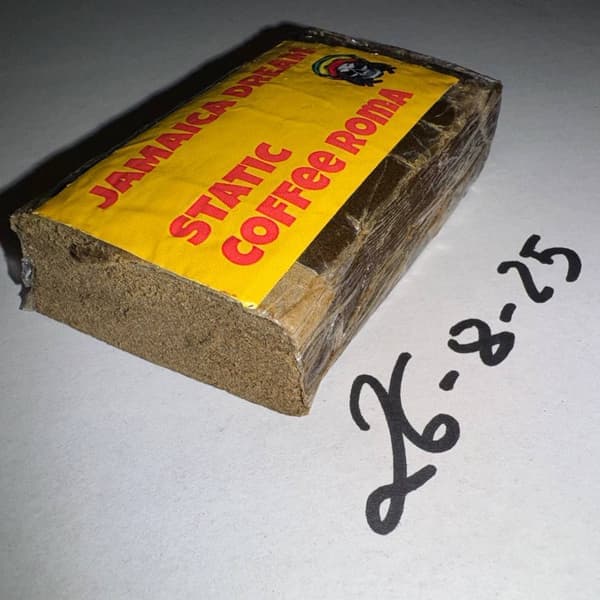 JAMAICA DREAM
STATIC
COFFee ROMA
26-8-25